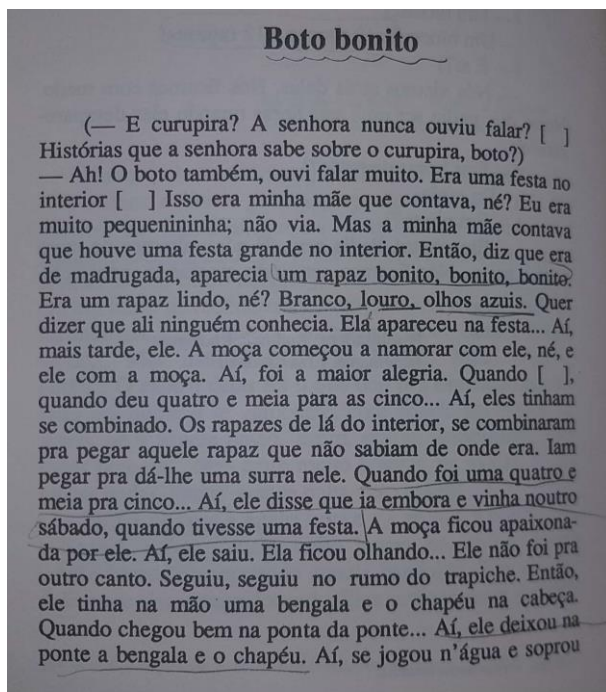 Boto bonito
(— E curupira? A senhora nunca ouviu falar? [ ]
Histórias que a senhora sabe sobre o curupira, boto?)
— Ah! O boto também, ouvi falar muito. Era uma festa no
interior [ ] Isso era minha mãe que contava, né? Eu era
muito pequenininha; não via. Mas a minha mãe contava
que houve uma festa grande no interior. Então, diz que era
de madrugada, aparecia um rapaz bonito, bonito, bonito.
Era um rapaz lindo, né? Branco, louro, olhos azuis. Quer
dizer que ali ninguém conhecia. Ela apareceu na festa... Aí,
mais tarde, ele. A moça começou a namorar com ele, né, e
ele com a moça. Aí, foi a maior alegria. Quando [ ],
quando deu quatro e meia para as cinco... Aí, eles tinham
se combinado. Os rapazes de lá do interior, se combinaram
pra pegar aquele rapaz que não sabiam de onde era. Iam
pegar pra dá-lhe uma surra nele. Quando foi uma quatro e
meia pra cinco... Aí, ele disse que ia embora e vinha noutro
sábado, quando tivesse uma festa. A moça ficou apaixona-
da por ele. Aí, ele saiu. Ela ficou olhando... Ele não foi pra
outro canto. Seguiu, seguiu no rumo do trapiche. Então,
ele tinha na mão uma bengala e o chapéu na cabeça.
Quando chegou bem na ponta da ponte... Aí, ele deixou na
ponte a bengala e o chapéu. Aí, se jogou n'água e soprou